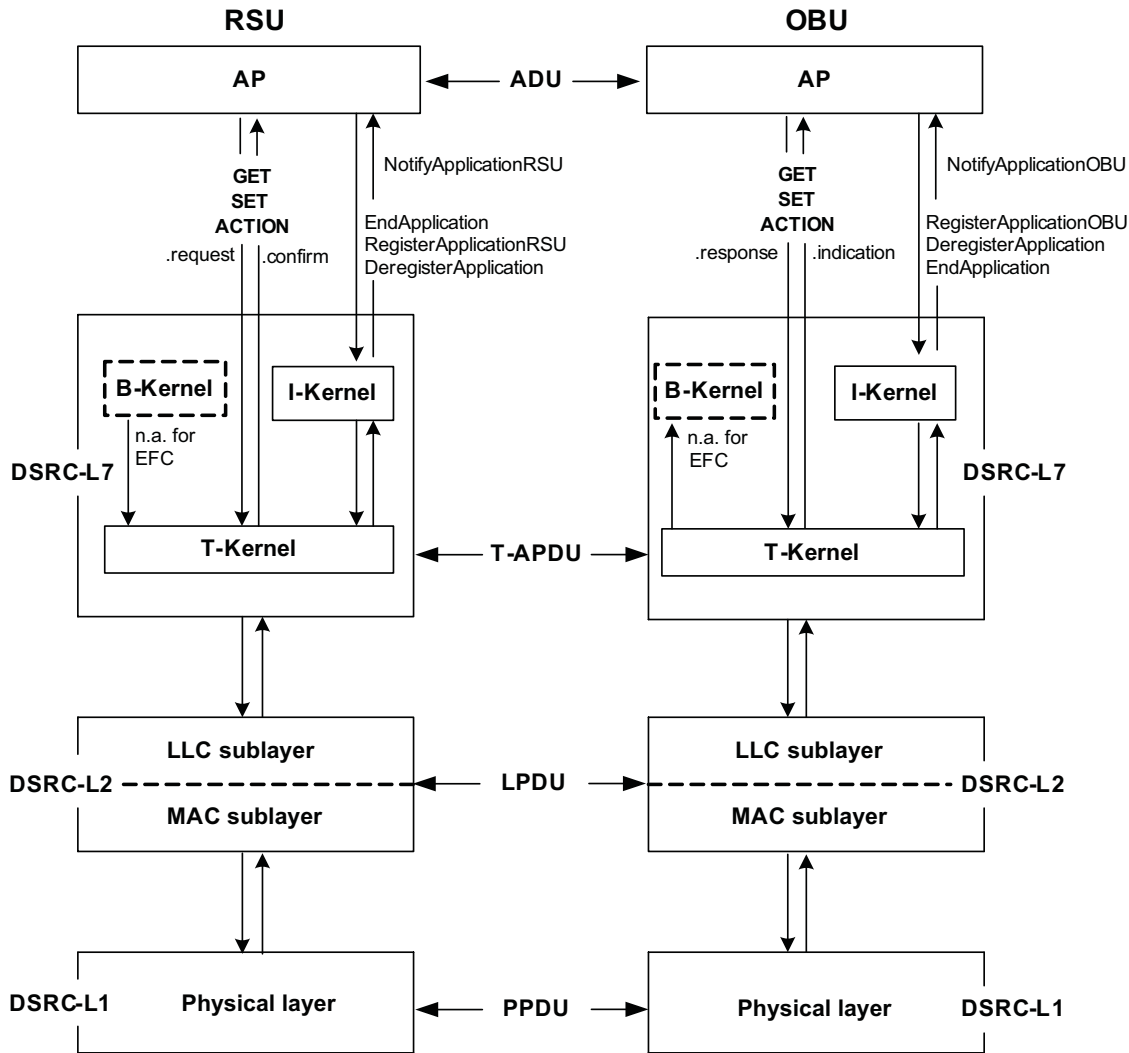 RSU
OBU
AP
ADU
AP
NotifyApplicationRSU
GET
SET
ACTION
.request
.confirm
EndApplication
RegisterApplicationRSU
DeregisterApplication
NotifyApplicationOBU
GET
SET
ACTION
.response
.indication
RegisterApplicationOBU
DeregisterApplication
EndApplication
B-Kernel
I-Kernel
n.a. for
EFC
DSRC-L7
T-Kernel
T-APDU
B-Kernel
I-Kernel
n.a. for
EFC
DSRC-L7
T-Kernel
LLC sublayer
DSRC-L2
MAC sublayer
LPDU
LLC sublayer
DSRC-L2
MAC sublayer
DSRC-L1
Physical layer
PPDU
Physical layer
DSRC-L1